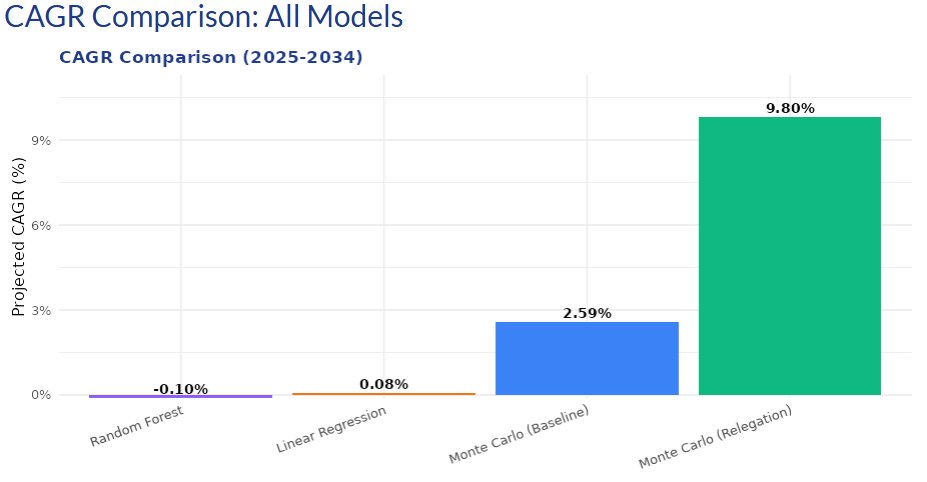 CAGR Comparison: All Models
CAGR Comparison (2025-2034)
Projected CAGR (%)
9%
6%
3%
0%
-0.10%
0.08%
2.59%
9.80%
Random Forest
Linear Regression
Monte Carlo (Baseline)
Monte Carlo (Relegation)